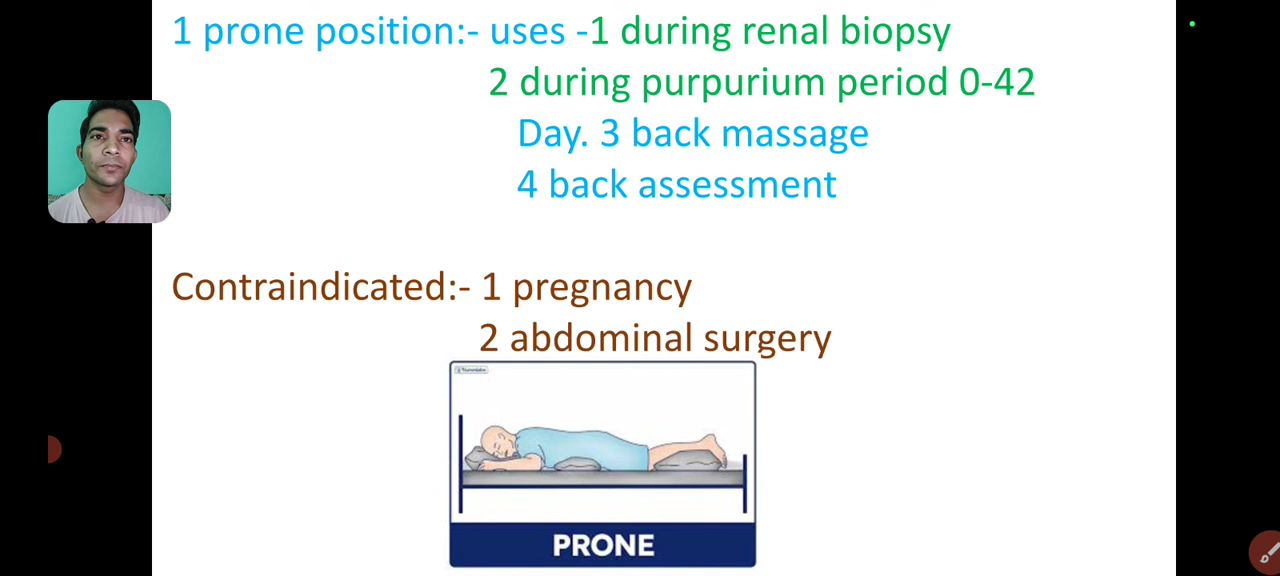 1 prone position:- uses -1 during renal biopsy
2 during purpurium period 0-42
Day. 3 back massage
4 back assessment
Contraindicated:- 1 pregnancy
2 abdominal surgery
PRONE